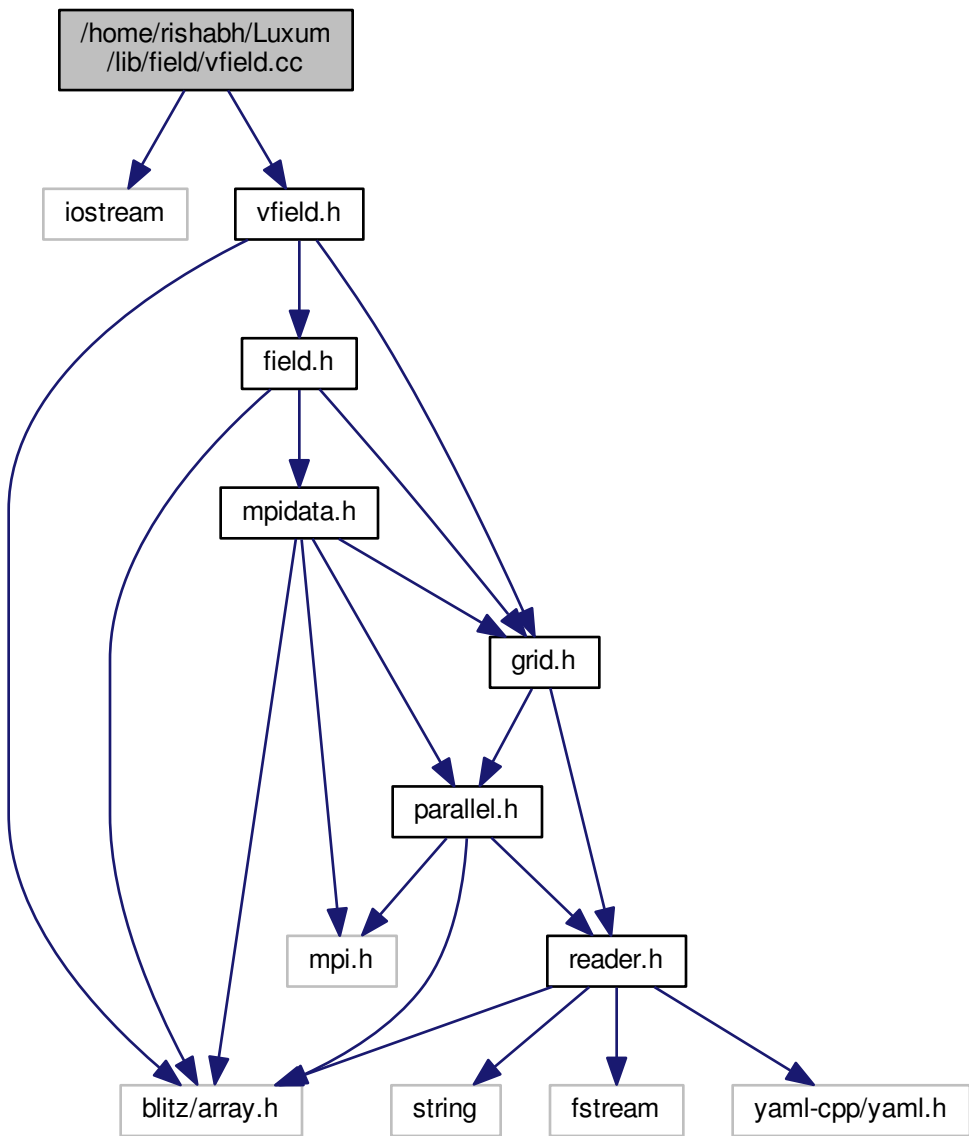 /home/rishabh/Luxum
/lib/field/vfield.cc
iostream
vfield.h
field.h
mpidata.h
grid.h
parallel.h
mpi.h
reader.h
blitz/array.h
string
fstream
yaml-cpp/yaml.h